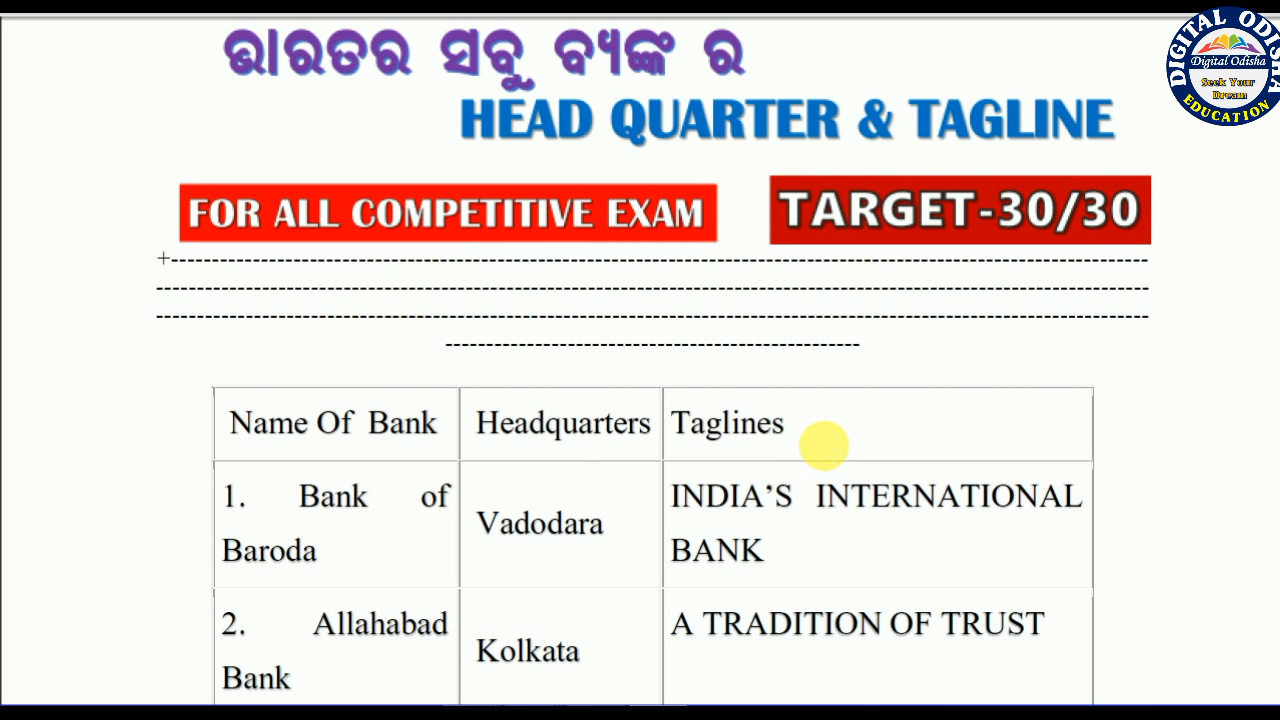 ଭାରତର ସବୁ ବ୍ୟଙ୍କ ର
HEAD QUARTER & TAGLINE
FOR ALL COMPETITIVE EXAM
TARGET-30/30
DIGITAL ODISHA
Digital Odisha
Seek Your
Dream
EDUCATION
+-----------------------------------------------------------------------------------------------------------------------
-------------------------------------------------------------------------------------------------------------------------
-------------------------------------------------------------------------------------------------------------------------
--------------------------------------------------
Name Of Bank Headquarters Taglines
1. Bank of
Baroda
Vadodara
INDIA’S INTERNATIONAL
BANK
2. Allahabad
Bank
Kolkata
A TRADITION OF TRUST